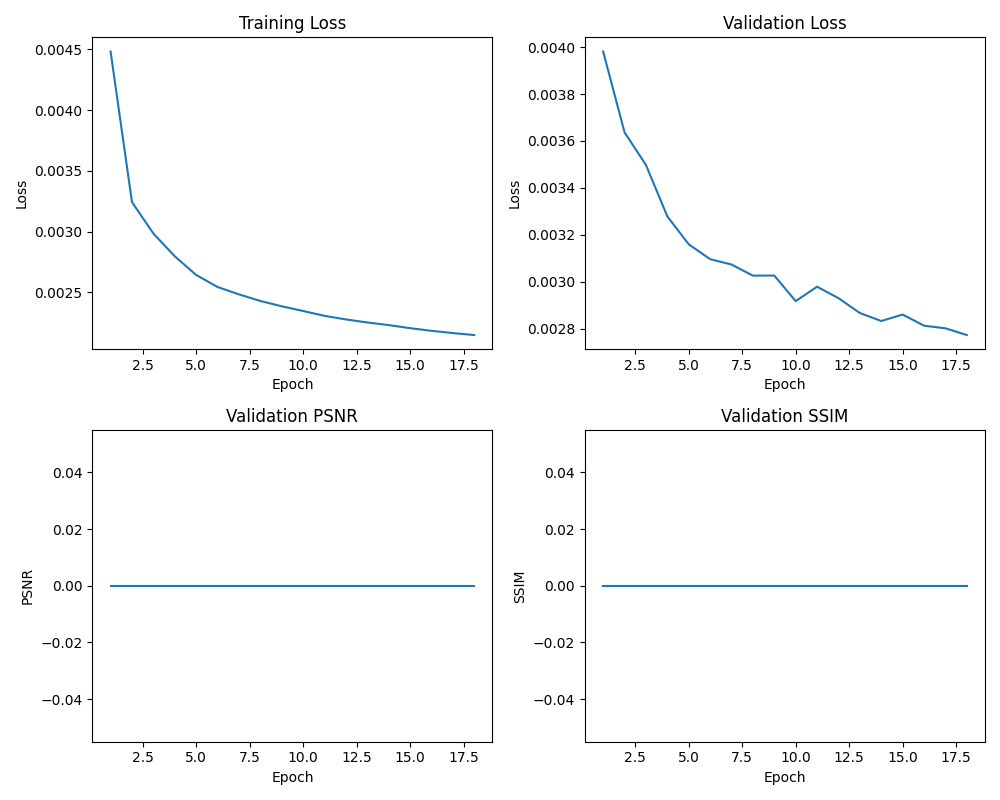 Training Loss
Loss
0.0045
0.0040
0.0035
0.0030
0.0025
2.5 5.0 7.5 10.0 12.5 15.0 17.5
Epoch
Validation Loss
Loss
0.0040
0.0038
0.0036
0.0034
0.0032
0.0030
0.0028
2.5 5.0 7.5 10.0 12.5 15.0 17.5
Epoch
Validation PSNR
PSNR
0.04
0.02
0.00
−0.02
−0.04
2.5 5.0 7.5 10.0 12.5 15.0 17.5
Epoch
Validation SSIM
SSIM
0.04
0.02
0.00
−0.02
−0.04
2.5 5.0 7.5 10.0 12.5 15.0 17.5
Epoch